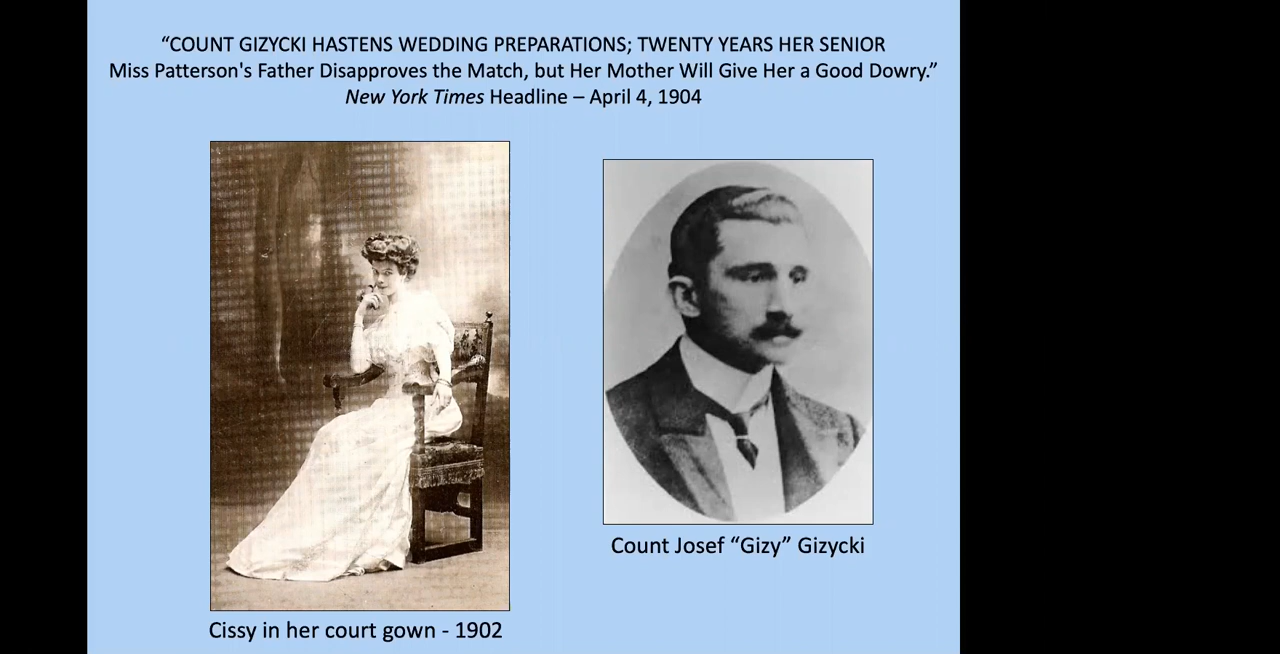 “COUNT GIZYCKI HASTENS WEDDING PREPARATIONS; TWENTY YEARS HER SENIOR
Miss Patterson's Father Disapproves the Match, but Her Mother Will Give Her a Good Dowry.”
New York Times Headline – April 4, 1904
Count Josef “Gizy” Gizycki
Cissy in her court gown - 1902